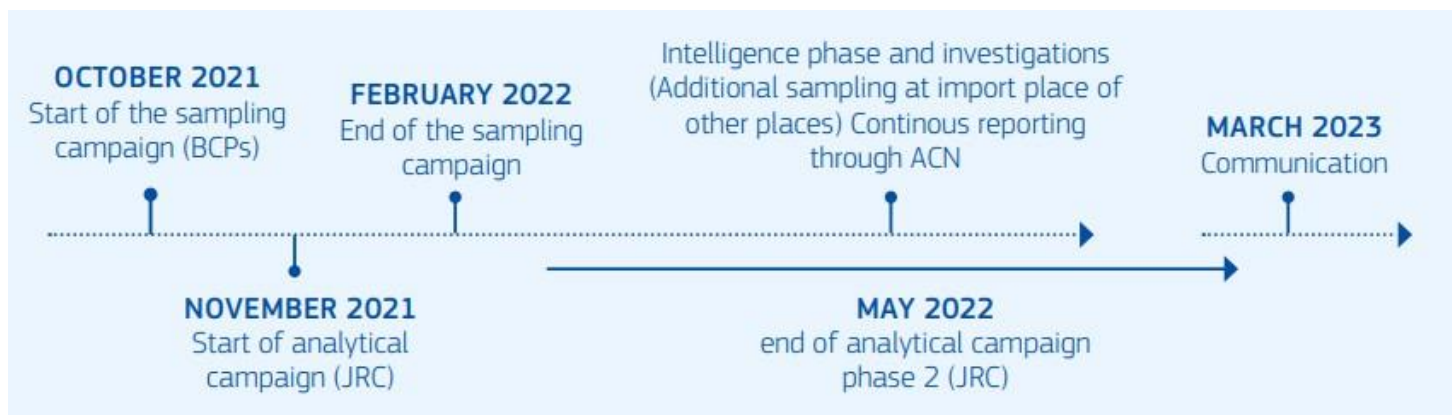 OCTOBER 2021
Start of the sampling
campaign (BCPs)
FEBRUARY 2022
End of the sampling
campaign
Intelligence phase and investigations
(Additional sampling at import place of
other places) Continous reporting
through ACN
MARCH 2023
Communication
NOVEMBER 2021
Start of analytical
campaign (JRC)
MAY 2022
end of analytical campaign
phase 2 (JRC)